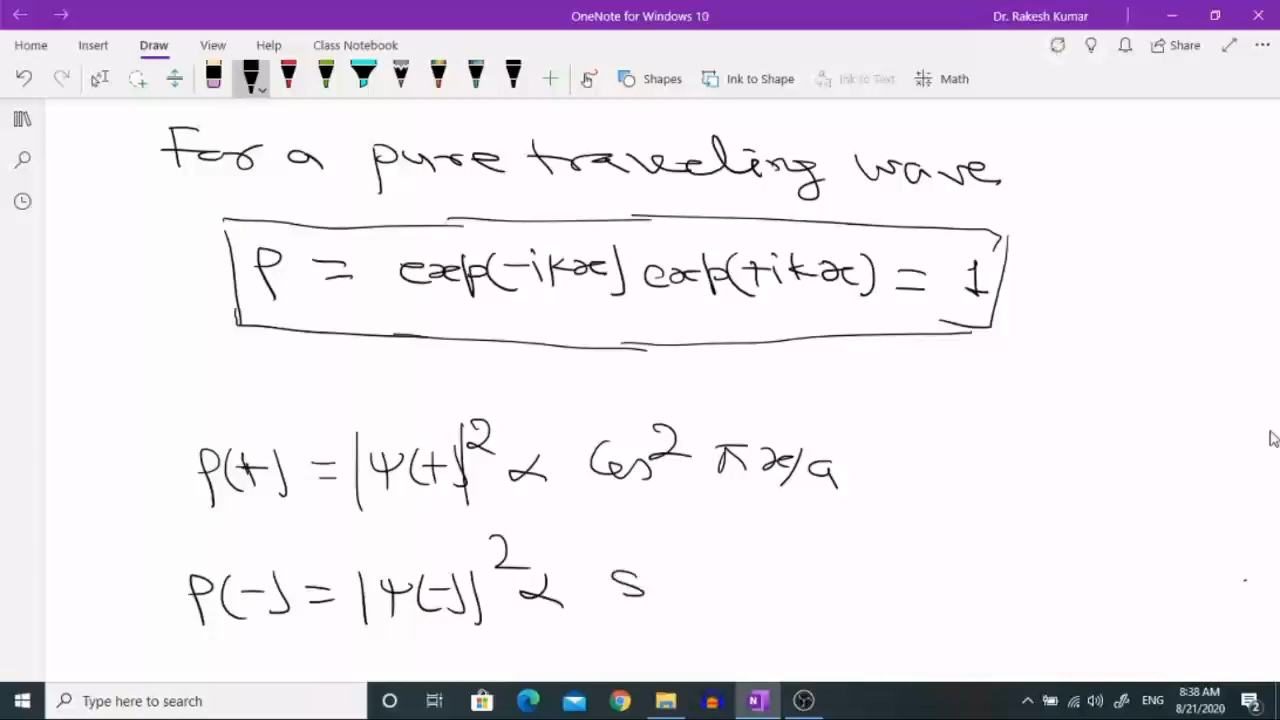 OneNote for Windows 10
Dr. Rakesh Kumar
Home Insert Draw View Help Class Notebook
Share
Shapes Ink to Shape Ink to Text Math
For a pure traveling wave
ρ = exp(-ikx) exp(+ikx) = 1
ρ(+) = |ψ(+)|² α Cos² πx/a
ρ(-) = |ψ(-)|² α s
Type here to search
ENG
8:38 AM
8/21/2020
2